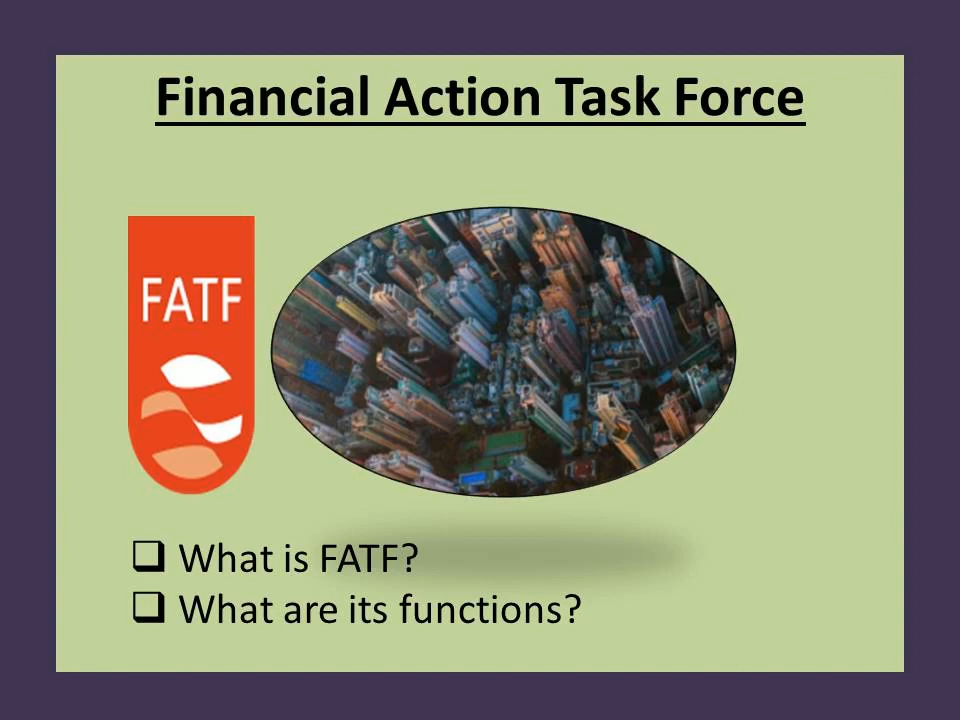 Financial Action Task Force
FATF
❑ What is FATF?
❑ What are its functions?